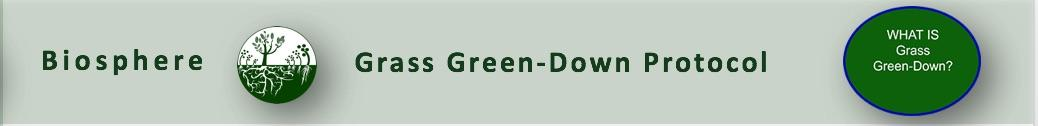 Biosphere
Grass Green-Down Protocol
WHAT IS
Grass
Green-Down?